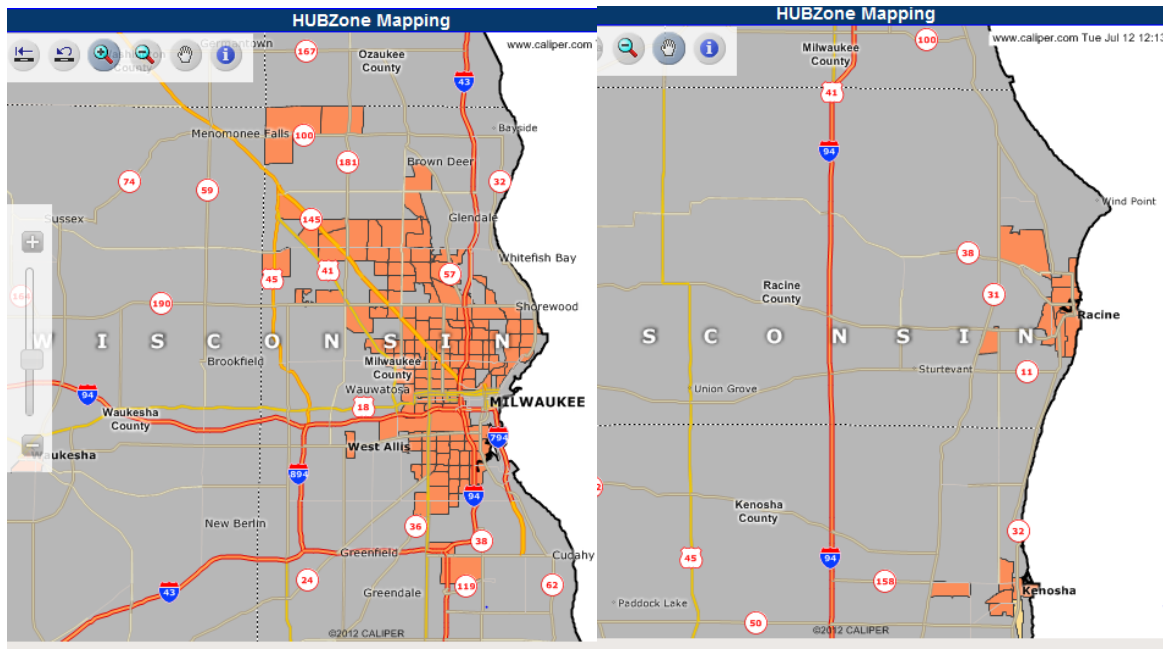 HUBZone Mapping
www.caliper.com
Germantown
Washington
County
167
Ozaukee
County
43
Menomonee Falls
100
Bayside
181
Brown Deer
32
74
59
Sussex
145
Glendale
45
41
57
Whitefish Bay
164
190
Shorewood
WISCONSIN
Brookfield
Milwaukee
County
Wauwatosa
94
18
MILWAUKEE
Waukesha
County
794
West Allis
Waukesha
894
94
New Berlin
36
38
Greenfield
Cudahy
24
43
Greendale
119
62
©2012 CALIPER
HUBZone Mapping
www.caliper.com Tue Jul 12 12:13
100
Milwaukee
County
41
94
Wind Point
38
Racine
County
31
Racine
SCONSIN
Sturtevant
11
Union Grove
Kenosha
County
32
45
94
158
Kenosha
Paddock Lake
50
©2012 CALIPER